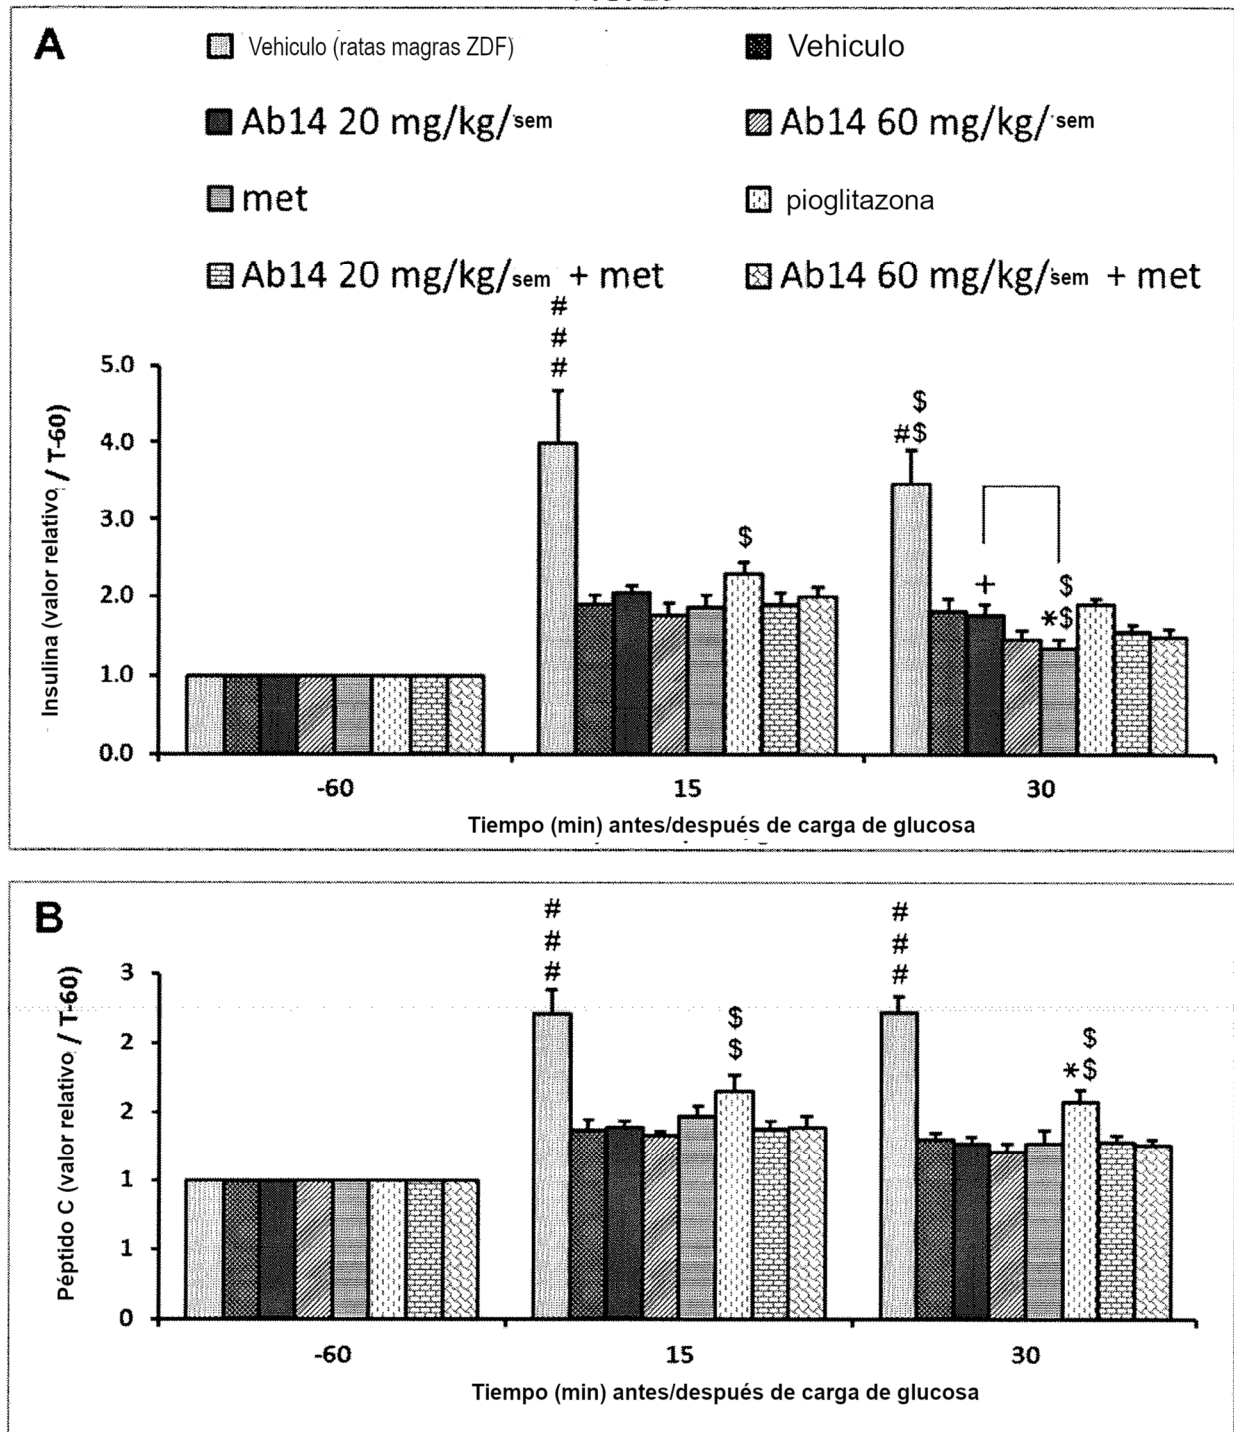 A
Vehiculo (ratas magras ZDF)
Vehiculo
Ab14 20 mg/kg/sem
Ab14 60 mg/kg/sem
met
pioglitazona
Ab14 20 mg/kg/sem + met
Ab14 60 mg/kg/sem + met
#
#
#
5.0
4.0
3.0
2.0
1.0
0.0
Insulina (valor relativo / T-60)
$
$
#$
+
$
*$
-60 15 30
Tiempo (min) antes/después de carga de glucosa
B
#
#
#
#
#
#
3
2
2
1
1
0
Péptido C (valor relativo / T-60)
$
$
$
*$
-60 15 30
Tiempo (min) antes/después de carga de glucosa